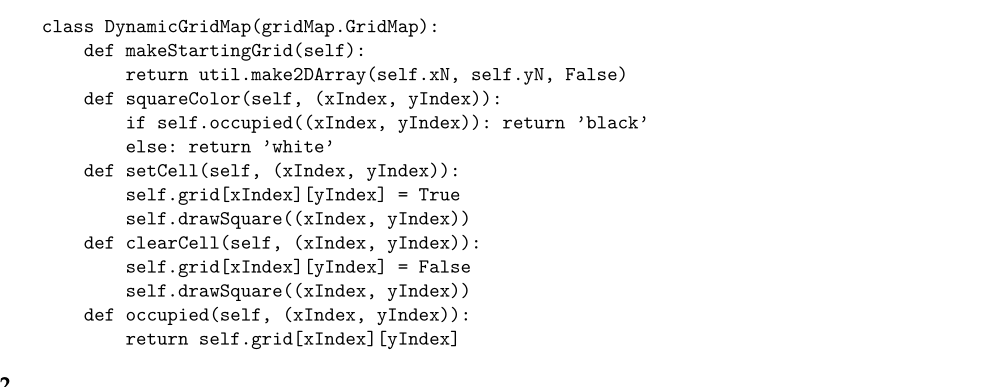 class DynamicGridMap(gridMap.GridMap):
    def makeStartingGrid(self):
        return util.make2DArray(self.xN, self.yN, False)
    def squareColor(self, (xIndex, yIndex)):
        if self.occupied((xIndex, yIndex)): return ’black’
        else: return ’white’
    def setCell(self, (xIndex, yIndex)):
        self.grid[xIndex][yIndex] = True
        self.drawSquare((xIndex, yIndex))
    def clearCell(self, (xIndex, yIndex)):
        self.grid[xIndex][yIndex] = False
        self.drawSquare((xIndex, yIndex))
    def occupied(self, (xIndex, yIndex)):
        return self.grid[xIndex][yIndex]
2